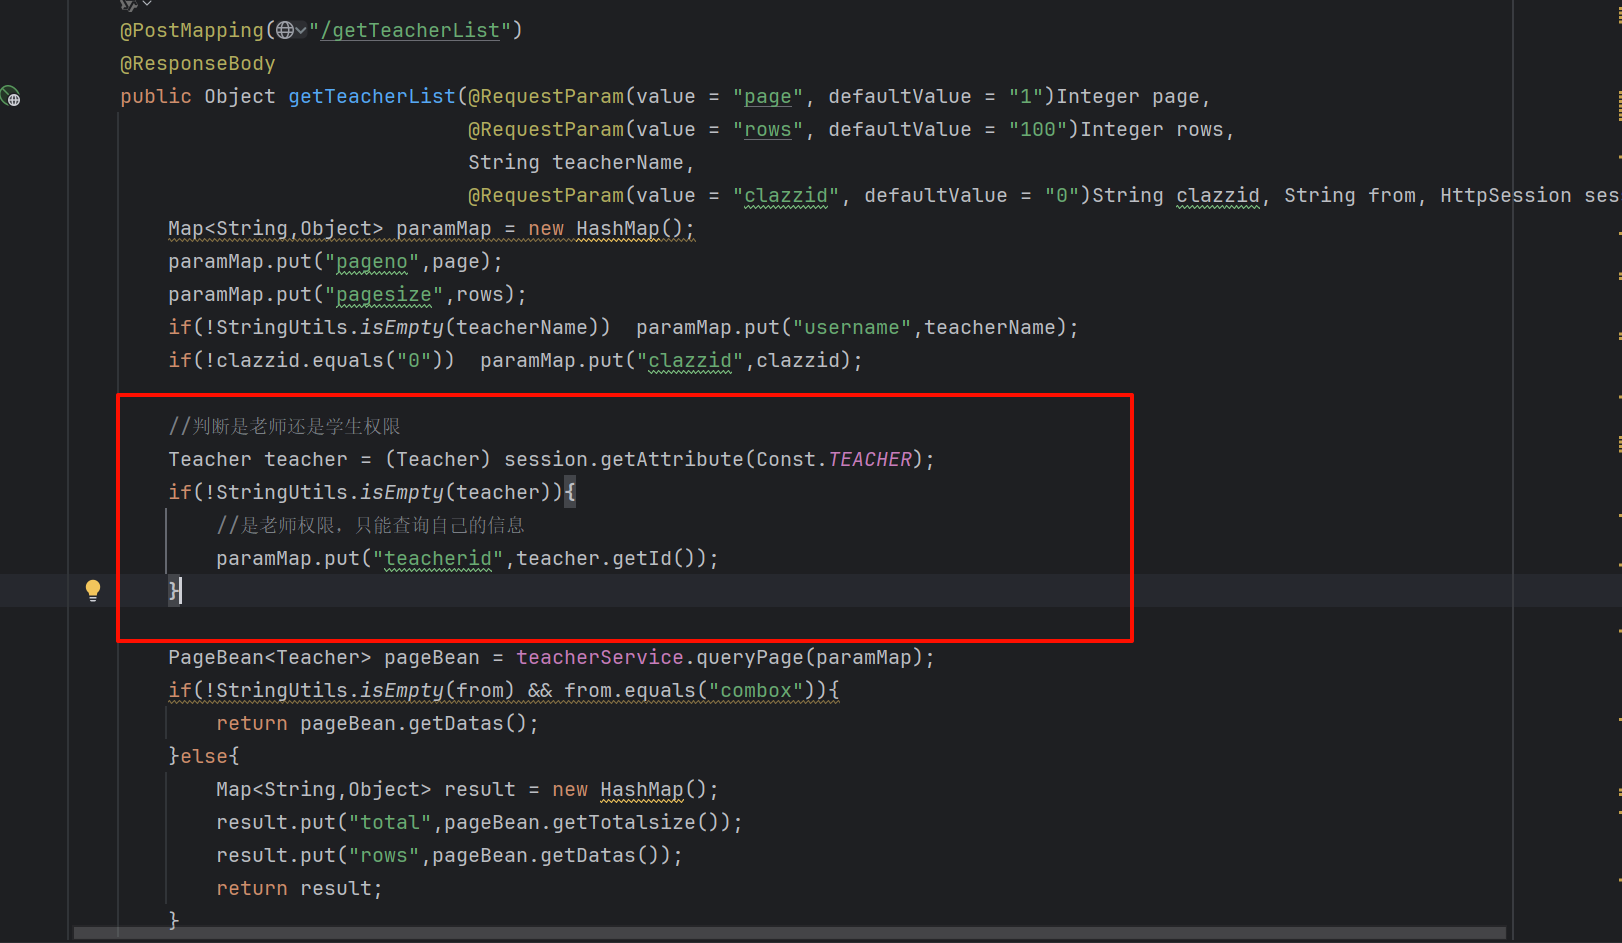 @PostMapping("/getTeacherList")
@ResponseBody
public Object getTeacherList(@RequestParam(value = "page", defaultValue = "1")Integer page,
@RequestParam(value = "rows", defaultValue = "100")Integer rows,
String teacherName,
@RequestParam(value = "clazzid", defaultValue = "0")String clazzid, String from, HttpSession ses
Map<String,Object> paramMap = new HashMap();
paramMap.put("pageno",page);
paramMap.put("pagesize",rows);
if(!StringUtils.isEmpty(teacherName))  paramMap.put("username",teacherName);
if(!clazzid.equals("0"))  paramMap.put("clazzid",clazzid);
//判断是老师还是学生权限
Teacher teacher = (Teacher) session.getAttribute(Const.TEACHER);
if(!StringUtils.isEmpty(teacher)){
//是老师权限，只能查询自己的信息
paramMap.put("teacherid",teacher.getId());
}
PageBean<Teacher> pageBean = teacherService.queryPage(paramMap);
if(!StringUtils.isEmpty(from) && from.equals("combox")){
return pageBean.getDatas();
}else{
Map<String,Object> result = new HashMap();
result.put("total",pageBean.getTotalsize());
result.put("rows",pageBean.getDatas());
return result;
}